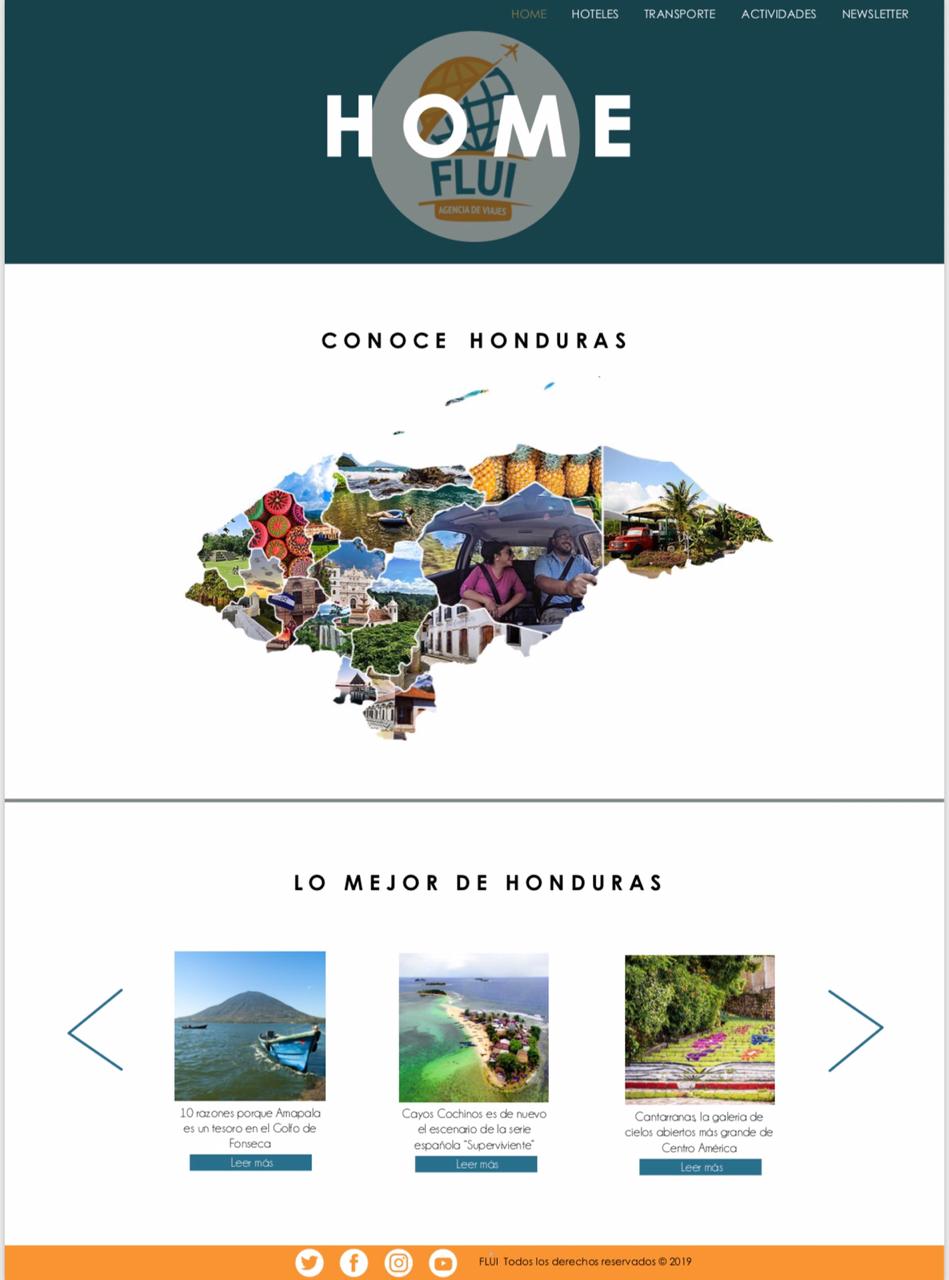 HOME
HOTELES
TRANSPORTE
ACTIVIDADES
NEWSLETTER
HOME
FLUI
AGENCIA DE VIAJES
CONOCE HONDURAS
LO MEJOR DE HONDURAS
10 razones porque Amapala
es un tesoro en el Golfo de
Fonseca
Leer más
Cayos Cochinos es de nuevo
el escenario de la serie
española "Superviviente"
Leer más
Cantarranas, la galeria de
cielos abiertos más grande de
Centro América
Leer más
FLUI Todos los derechos reservados © 2019